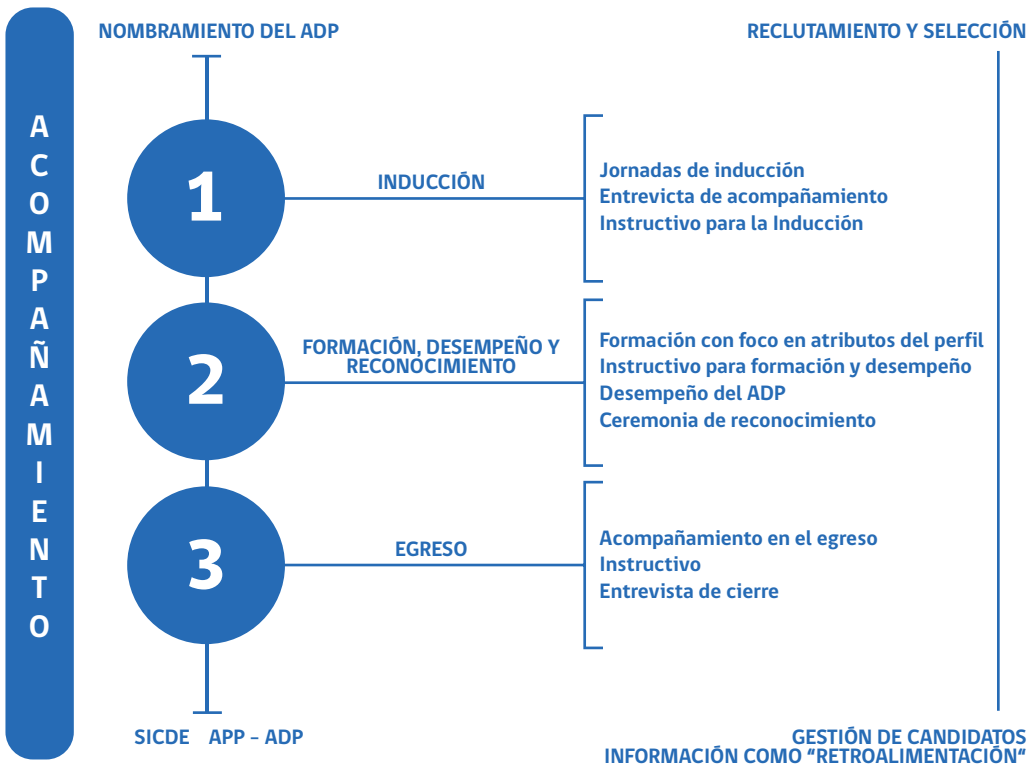 ACOMPAÑAMIENTO
NOMBRAMIENTO DEL ADP
RECLUTAMIENTO Y SELECCIÓN
1
INDUCCIÓN
Jornadas de inducción
Entrevicta de acompañamiento
Instructivo para la Inducción
2
FORMACIÓN, DESEMPEÑO Y
RECONOCIMIENTO
Formación con foco en atributos del perfil
Instructivo para formación y desempeño
Desempeño del ADP
Ceremonia de reconocimiento
3
EGRESO
Acompañamiento en el egreso
Instructivo
Entrevista de cierre
SICDE APP – ADP
GESTIÓN DE CANDIDATOS
INFORMACIÓN COMO “RETROALIMENTACIÓN“